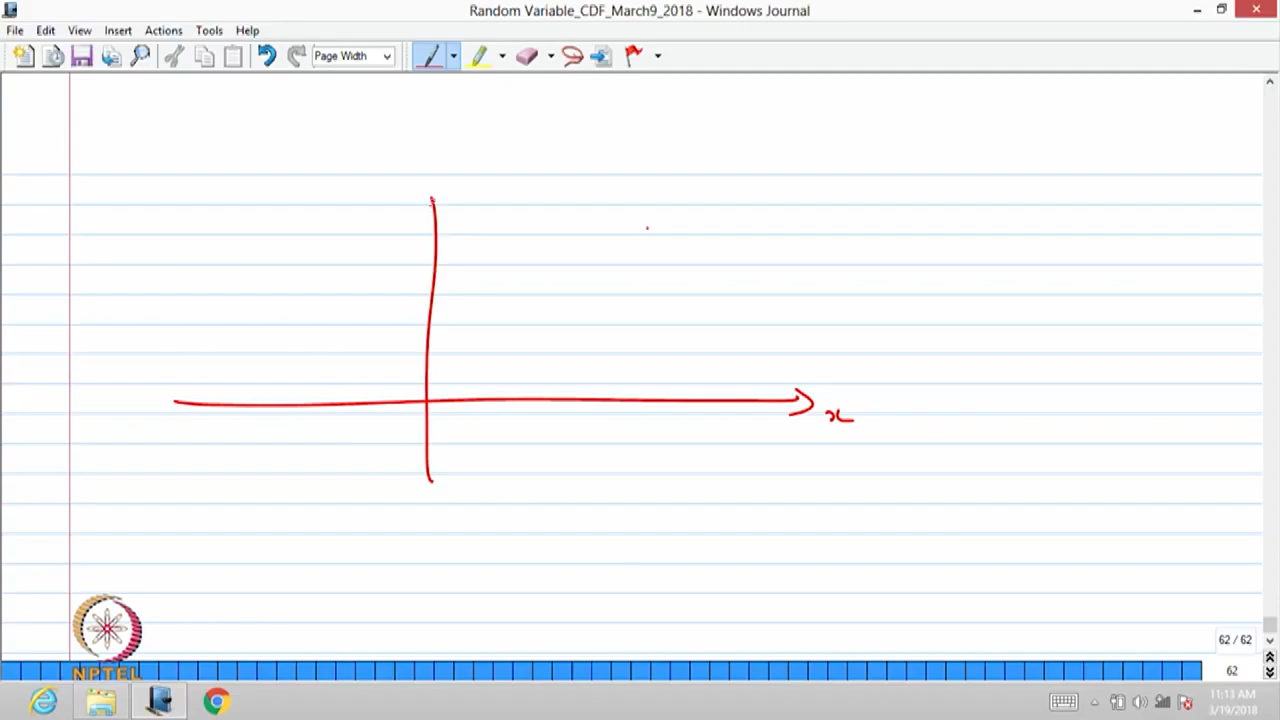 Random Variable_CDF_March9_2018 - Windows Journal
File Edit View Insert Actions Tools Help
Page Width
x
62 / 62
62
NPTEL
11:13 AM
3/19/2018